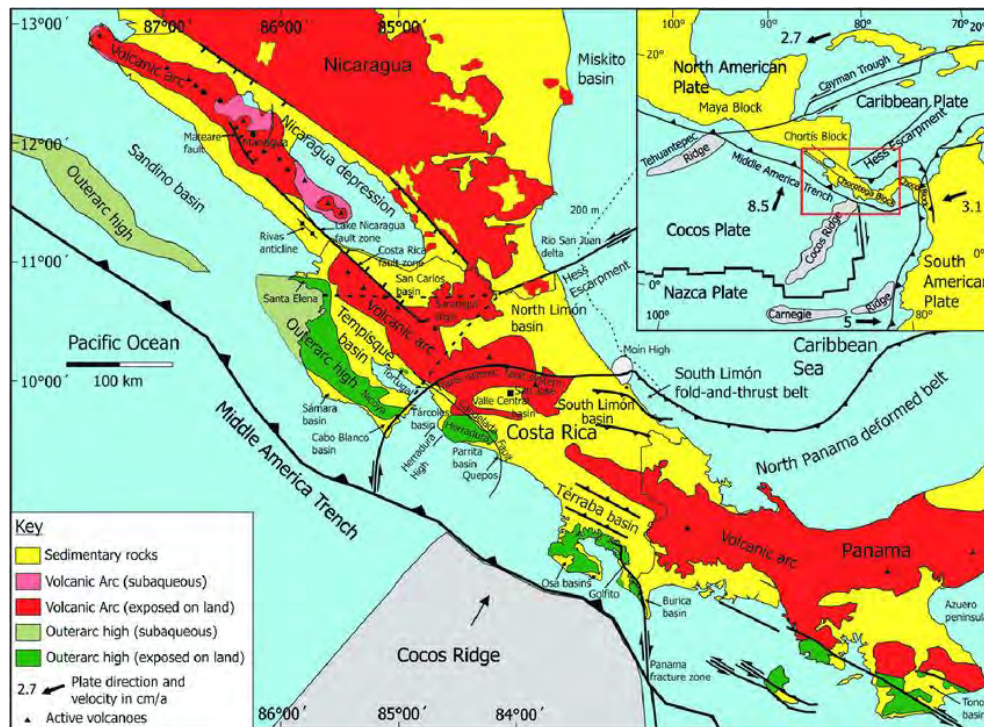 13°00´
12°00´
11°00´
10°00´
87°00´
86°00´
85°00´
Volcanic arc
Nicaragua
Miskito
basin
Mateare
fault
Managua
Nicaragua depression
Sandino basin
Outerarc high
Rivas
anticline
Lake Nicaragua
fault zone
Costa Rica
fault zone
San Carlos
basin
200 m
Rio San Juan
delta
Hess
Escarpment
Santa Elena
Volcanic arc
North Limón
basin
Tempisque
basin
Outerarc high
Nicoya
Tortugal
Pacific Ocean
100 km
Moin High
Caribbean
Sea
South Limón
fold-and-thrust belt
San José
Valle Central
basin
South Limón
basin
Costa Rica
Sámara
basin
Cabo Blanco
basin
Tárcoles
basin
Herradura
Herradura
High
Parrita
basin
Quepos
North Panama deformed belt
Middle America Trench
Térraba basin
Volcanic arc
Panama
Osa basins
Golfito
Burica
basin
Azuero
peninsula
Panama
fracture zone
Cocos Ridge
86°00´
85°00´
84°00´
Key
Sedimentary rocks
Volcanic Arc (subaqueous)
Volcanic Arc (exposed on land)
Outerarc high (subaqueous)
Outerarc high (exposed on land)
2.7 Plate direction and
velocity in cm/a
Active volcanoes
100°
90°
80°
20°
20°
2.7
North American
Plate
Maya Block
Cayman Trough
Caribbean Plate
Chortís Block
Hess Escarpment
Tehuantepec
Ridge
Middle America Trench
Chorotega Block
8.5
3.1
Cocos Plate
Cocos Ridge
0°
0°
Nazca Plate
South
American
Plate
100°
Carnegie
Ridge
5
80°